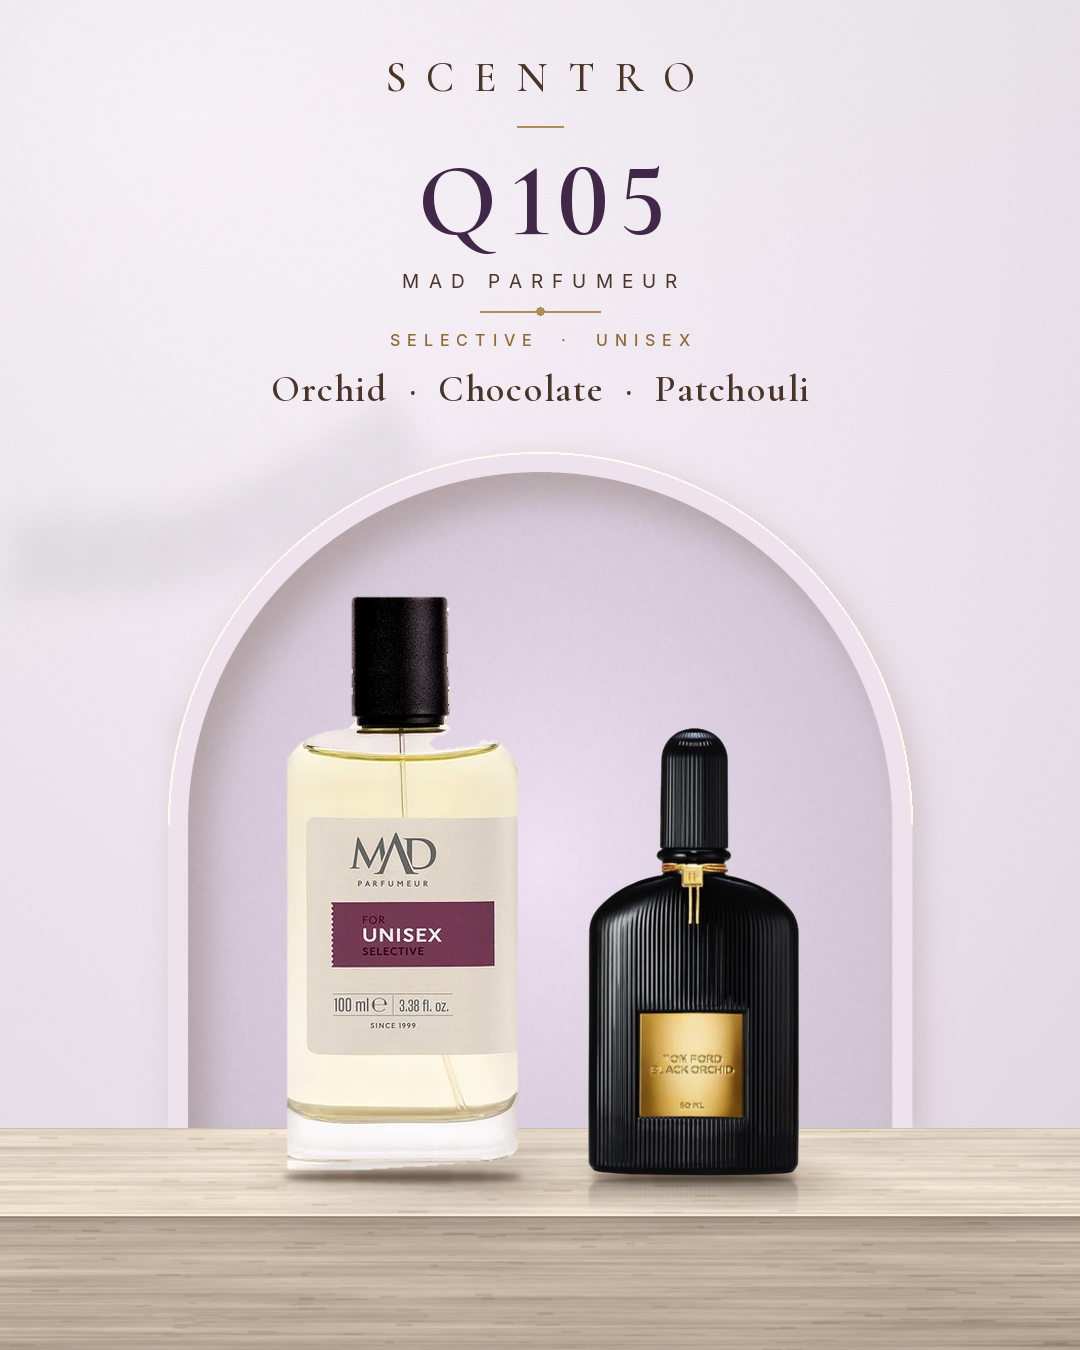 SCENTRO
Q105
MAD PARFUMEUR
SELECTIVE · UNISEX
Orchid · Chocolate · Patchouli
MAD
PARFUMEUR
FOR
UNISEX
SELECTIVE
100 ml ℮ 3.38 fl. oz.
SINCE 1999
TOM FORD
BLACK ORCHID
50 ML